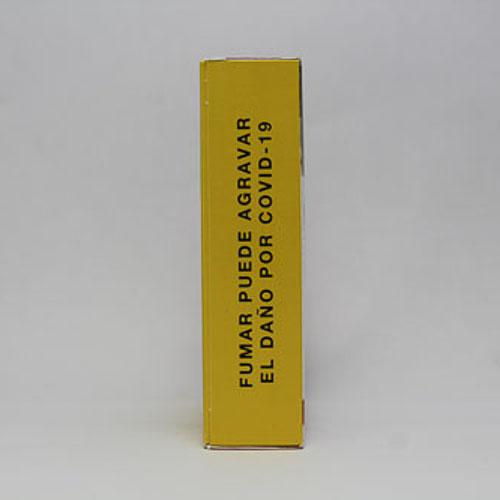 FUMAR PUEDE AGRAVAR
EL DAÑO POR COVID-19